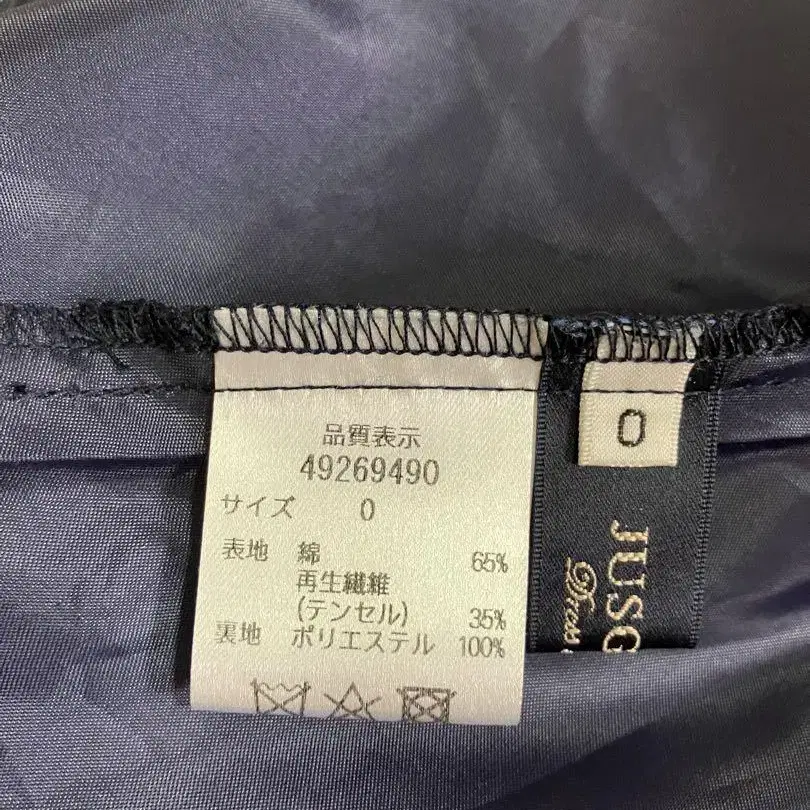 品質表示
49269490
サイズ 0
表地 綿 65%
再生繊維
(テンセル) 35%
裏地 ポリエステル 100%
0
JUSG
Dress